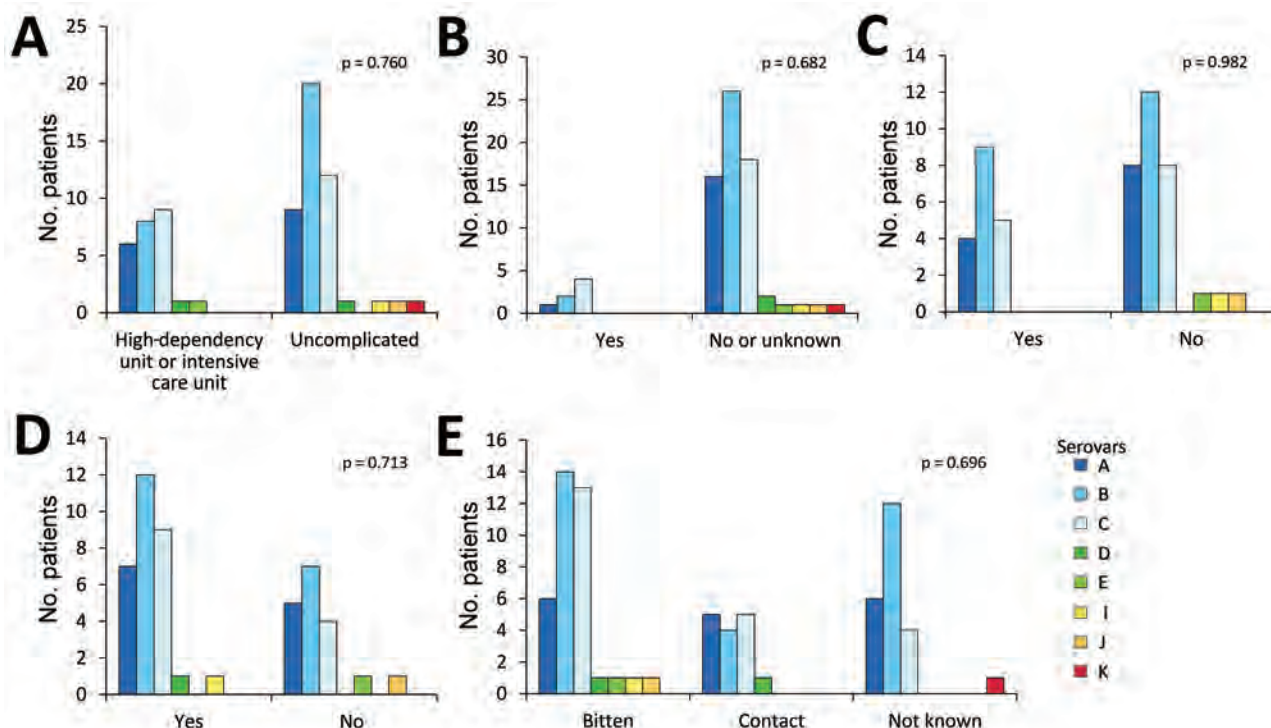 A
25
20
15
10
5
0
No. patients
p = 0.760
High-dependency
unit or intensive
care unit
Uncomplicated
B
30
25
20
15
10
5
0
No. patients
p = 0.682
Yes
No or unknown
C
14
12
10
8
6
4
2
0
No. patients
p = 0.982
Yes
No
D
14
12
10
8
6
4
2
0
No. patients
p = 0.713
Yes
No
E
16
14
12
10
8
6
4
2
0
No. patients
p = 0.696
Bitten
Contact
Not known
Serovars
A
B
C
D
E
I
J
K